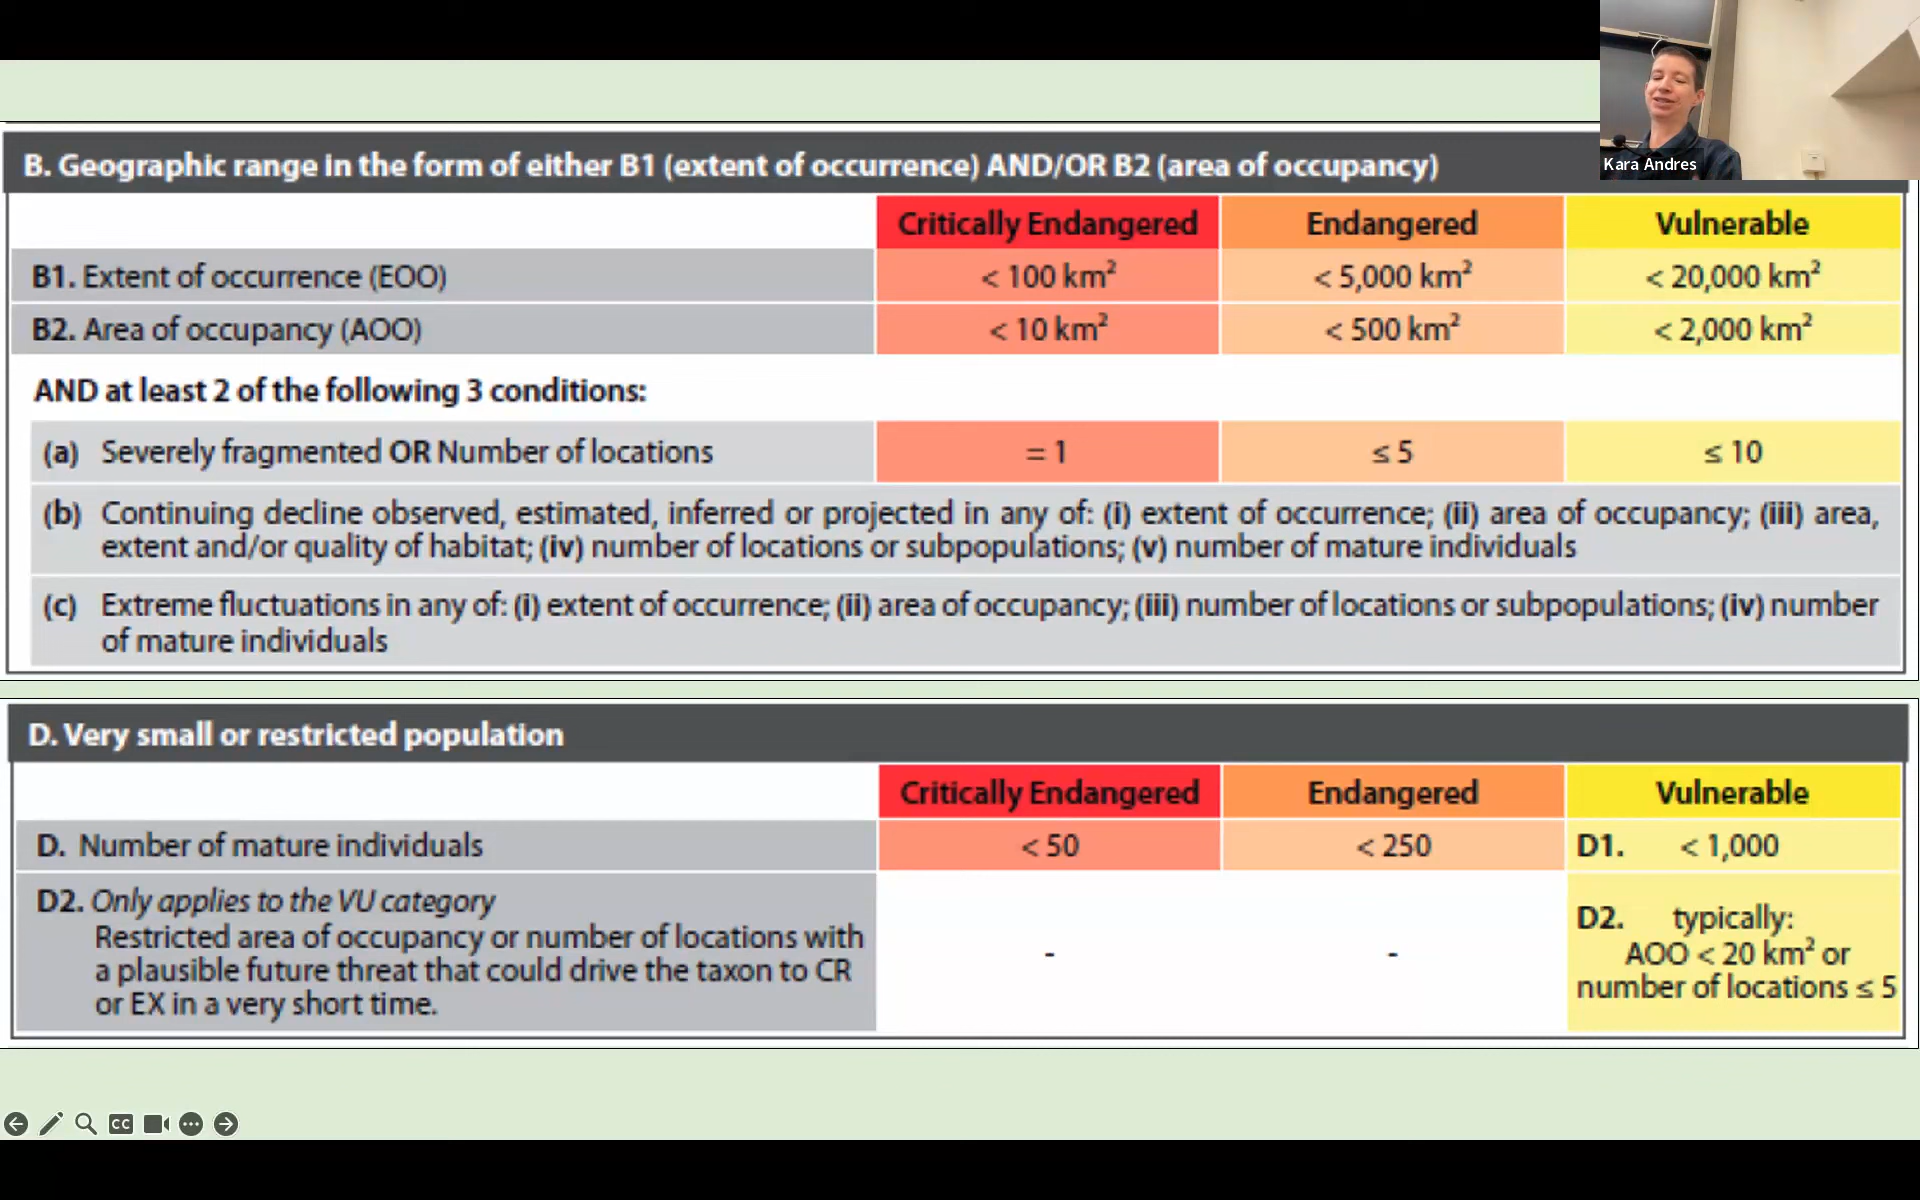 Kara Andres
B. Geographic range in the form of either B1 (extent of occurrence) AND/OR B2 (area of occupancy)
Critically Endangered Endangered Vulnerable
B1. Extent of occurrence (EOO) < 100 km² < 5,000 km² < 20,000 km²
B2. Area of occupancy (AOO) < 10 km² < 500 km² < 2,000 km²
AND at least 2 of the following 3 conditions:
(a) Severely fragmented OR Number of locations = 1 ≤ 5 ≤ 10
(b) Continuing decline observed, estimated, inferred or projected in any of: (i) extent of occurrence; (ii) area of occupancy; (iii) area,
extent and/or quality of habitat; (iv) number of locations or subpopulations; (v) number of mature individuals
(c) Extreme fluctuations in any of: (i) extent of occurrence; (ii) area of occupancy; (iii) number of locations or subpopulations; (iv) number
of mature individuals
D. Very small or restricted population
Critically Endangered Endangered Vulnerable
D. Number of mature individuals < 50 < 250 D1. < 1,000
D2. Only applies to the VU category
Restricted area of occupancy or number of locations with
a plausible future threat that could drive the taxon to CR
or EX in a very short time.
- -
D2. typically:
AOO < 20 km² or
number of locations ≤ 5
CC